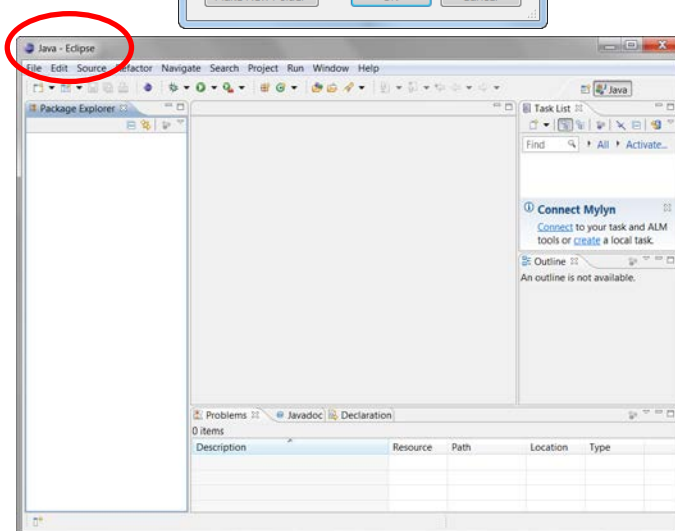 Java - Eclipse
File Edit Source Refactor Navigate Search Project Run Window Help
Java
Package Explorer
Task List
Find All Activate...
Connect Mylyn
Connect to your task and ALM
tools or create a local task.
Outline
An outline is not available.
Problems Javadoc Declaration
0 items
Description Resource Path Location Type